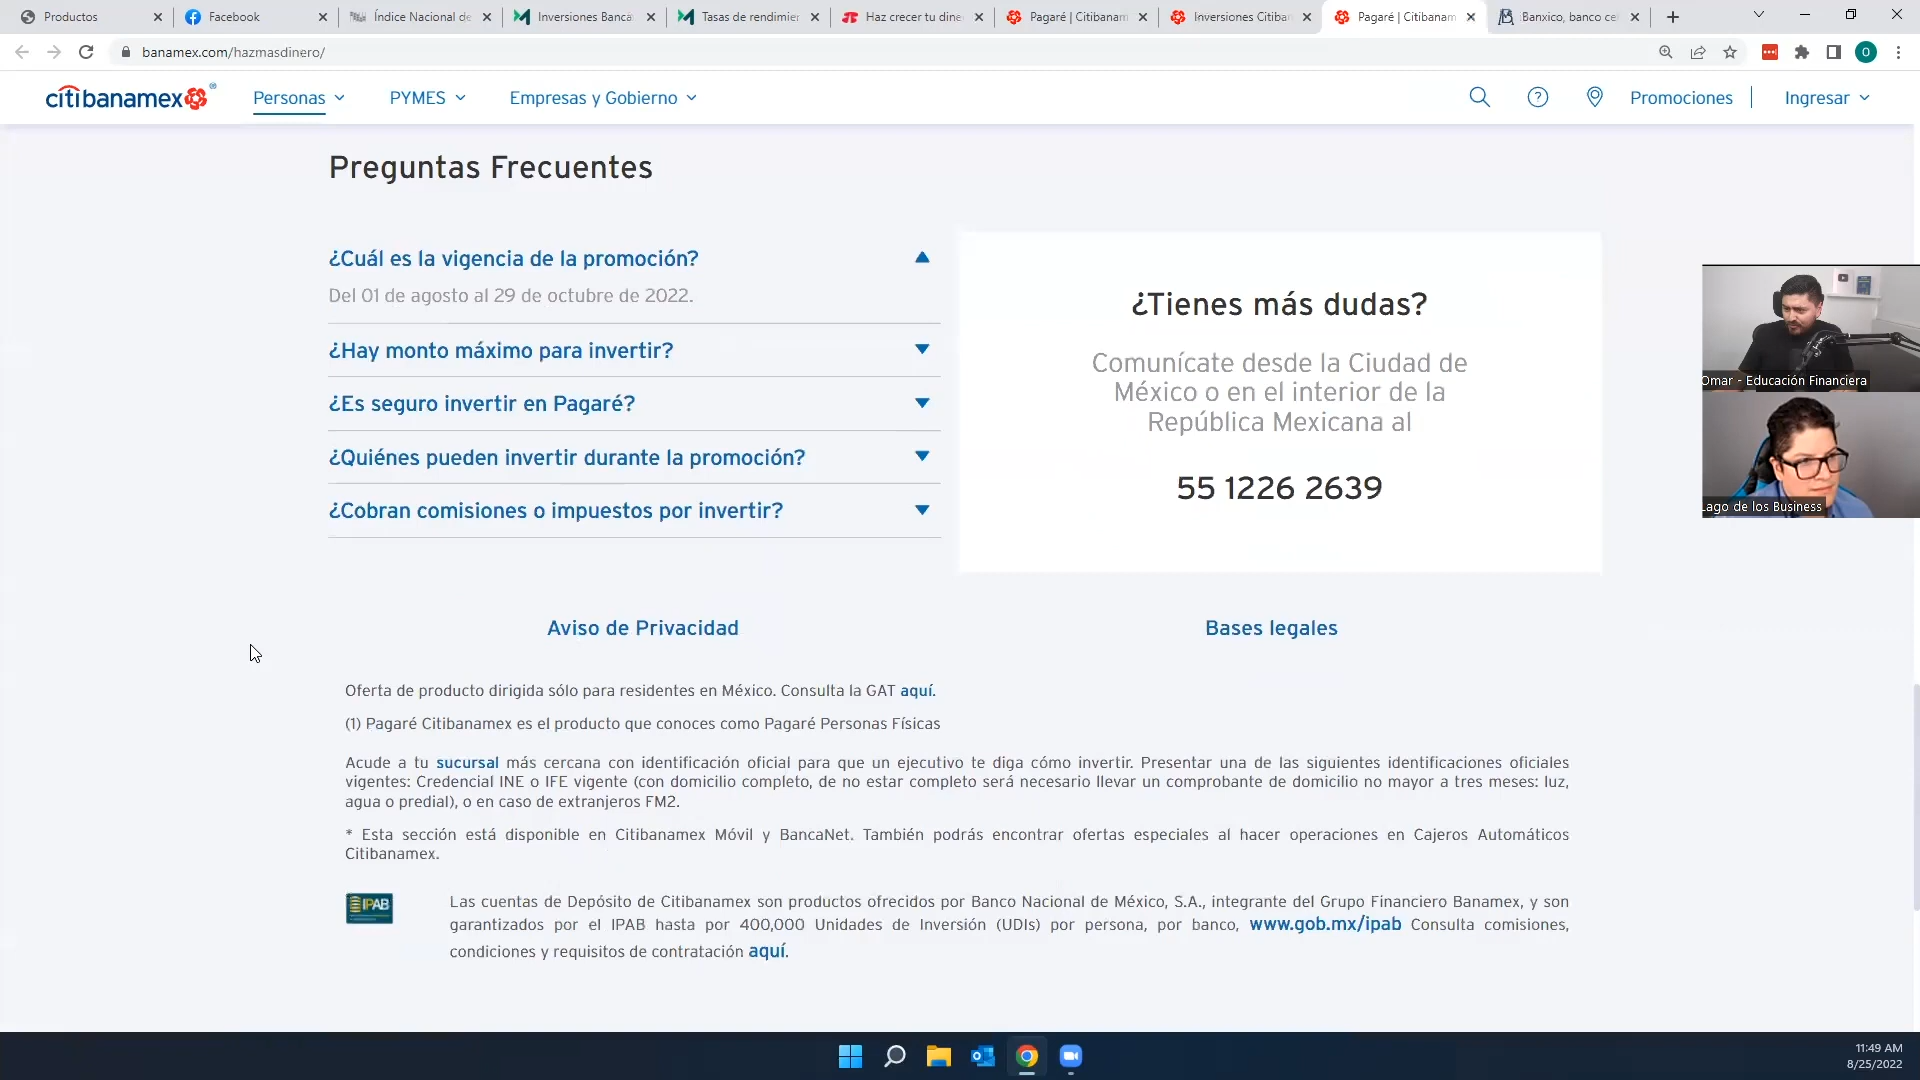 Productos
Facebook
Índice Nacional de
Inversiones Banca
Tasas de rendimier
Haz crecer tu dine
Pagaré | Citibanam
Inversiones Citiban
Pagaré | Citibanam
Banxico, banco ce
banamex.com/hazmasdinero/
O
citibanamex
Personas
PYMES
Empresas y Gobierno
Promociones
Ingresar
Preguntas Frecuentes
¿Cuál es la vigencia de la promoción?
Del 01 de agosto al 29 de octubre de 2022.
¿Hay monto máximo para invertir?
¿Es seguro invertir en Pagaré?
¿Quiénes pueden invertir durante la promoción?
¿Cobran comisiones o impuestos por invertir?
¿Tienes más dudas?
Comunícate desde la Ciudad de
México o en el interior de la
República Mexicana al
55 1226 2639
Omar - Educación Financiera
Lago de los Business
Aviso de Privacidad
Bases legales
Oferta de producto dirigida sólo para residentes en México. Consulta la GAT aquí.
(1) Pagaré Citibanamex es el producto que conoces como Pagaré Personas Físicas
Acude a tu sucursal más cercana con identificación oficial para que un ejecutivo te diga cómo invertir. Presentar una de las siguientes identificaciones oficiales
vigentes: Credencial INE o IFE vigente (con domicilio completo, de no estar completo será necesario llevar un comprobante de domicilio no mayor a tres meses: luz,
agua o predial), o en caso de extranjeros FM2.
* Esta sección está disponible en Citibanamex Móvil y BancaNet. También podrás encontrar ofertas especiales al hacer operaciones en Cajeros Automáticos
Citibanamex.
IPAB
Las cuentas de Depósito de Citibanamex son productos ofrecidos por Banco Nacional de México, S.A., integrante del Grupo Financiero Banamex, y son
garantizados por el IPAB hasta por 400,000 Unidades de Inversión (UDIs) por persona, por banco, www.gob.mx/ipab Consulta comisiones,
condiciones y requisitos de contratación aquí.
11:49 AM
8/25/2022